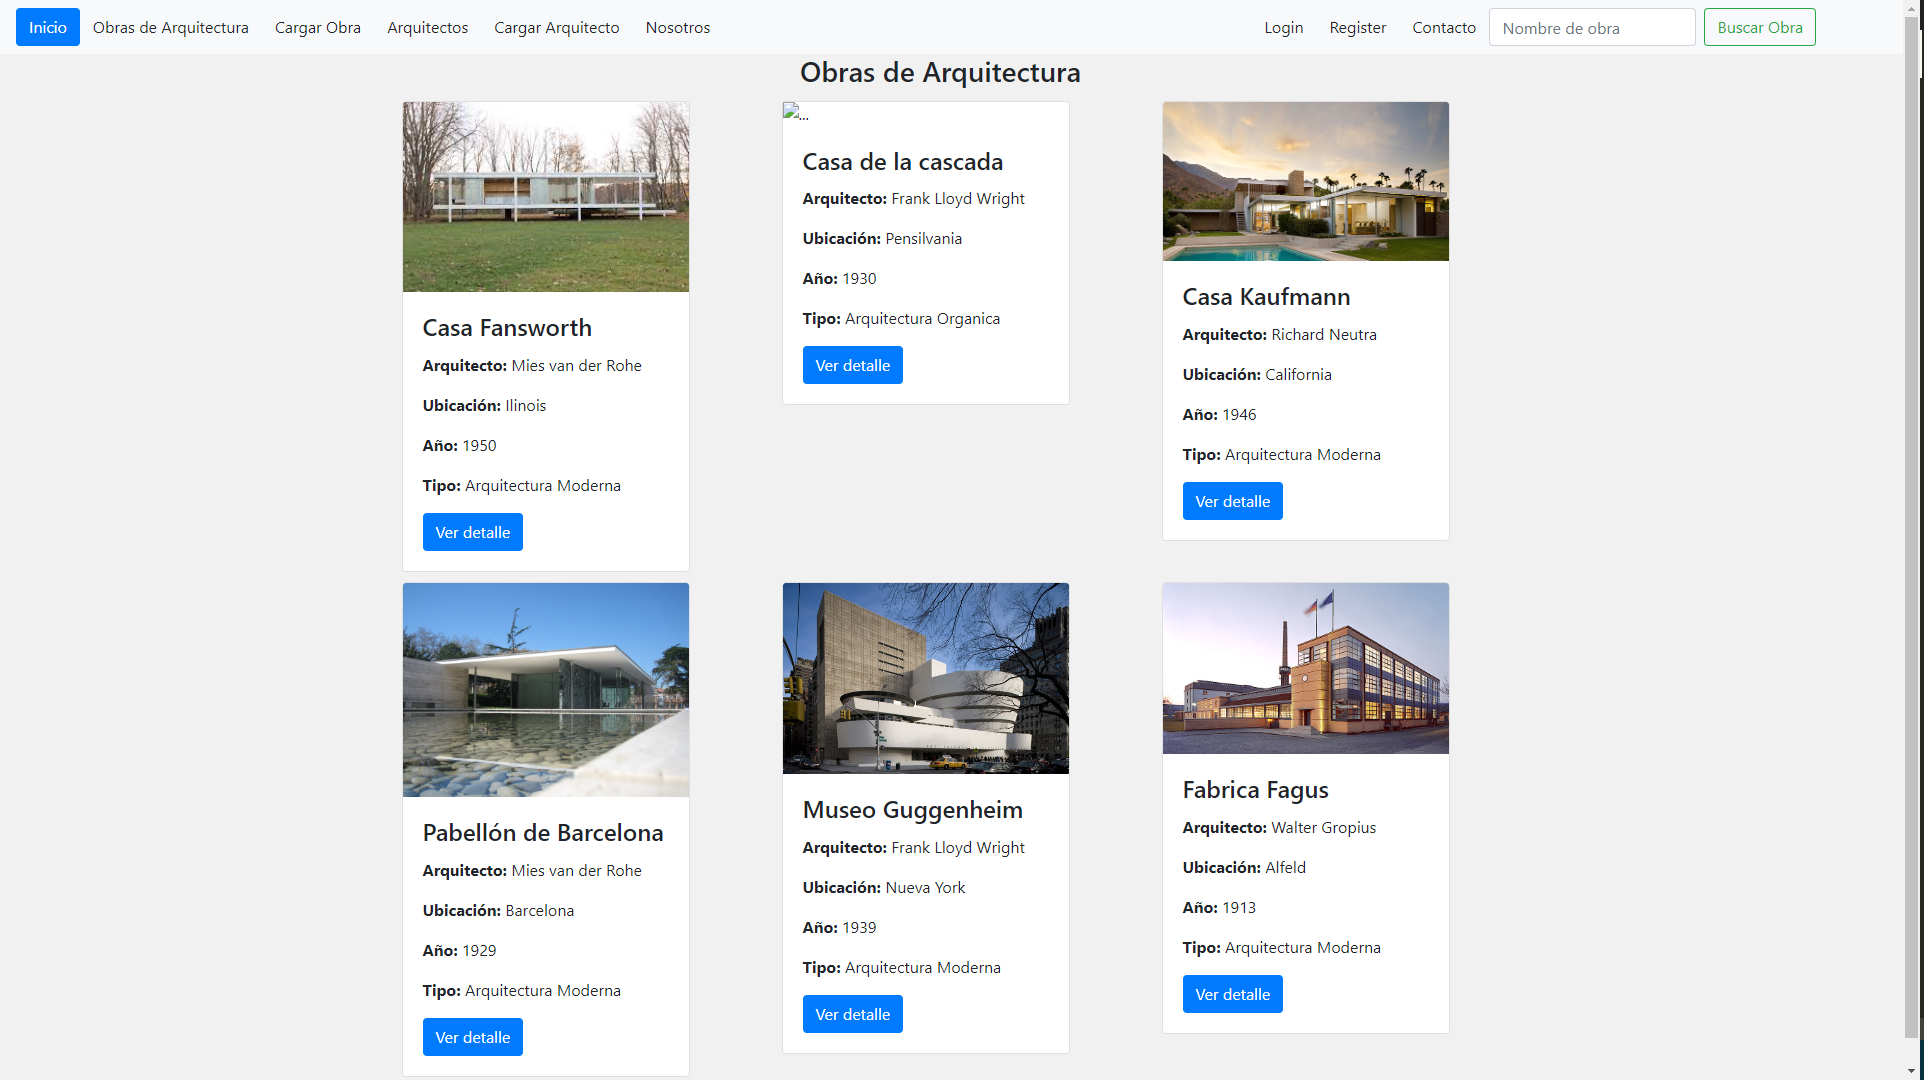 Inicio Obras de Arquitectura Cargar Obra Arquitectos Cargar Arquitecto Nosotros Login Register Contacto Nombre de obra Buscar Obra
Obras de Arquitectura
Casa Fansworth
Arquitecto: Mies van der Rohe
Ubicación: Ilinois
Año: 1950
Tipo: Arquitectura Moderna
Ver detalle
...
Casa de la cascada
Arquitecto: Frank Lloyd Wright
Ubicación: Pensilvania
Año: 1930
Tipo: Arquitectura Organica
Ver detalle
Casa Kaufmann
Arquitecto: Richard Neutra
Ubicación: California
Año: 1946
Tipo: Arquitectura Moderna
Ver detalle
Pabellón de Barcelona
Arquitecto: Mies van der Rohe
Ubicación: Barcelona
Año: 1929
Tipo: Arquitectura Moderna
Ver detalle
Museo Guggenheim
Arquitecto: Frank Lloyd Wright
Ubicación: Nueva York
Año: 1939
Tipo: Arquitectura Moderna
Ver detalle
Fabrica Fagus
Arquitecto: Walter Gropius
Ubicación: Alfeld
Año: 1913
Tipo: Arquitectura Moderna
Ver detalle